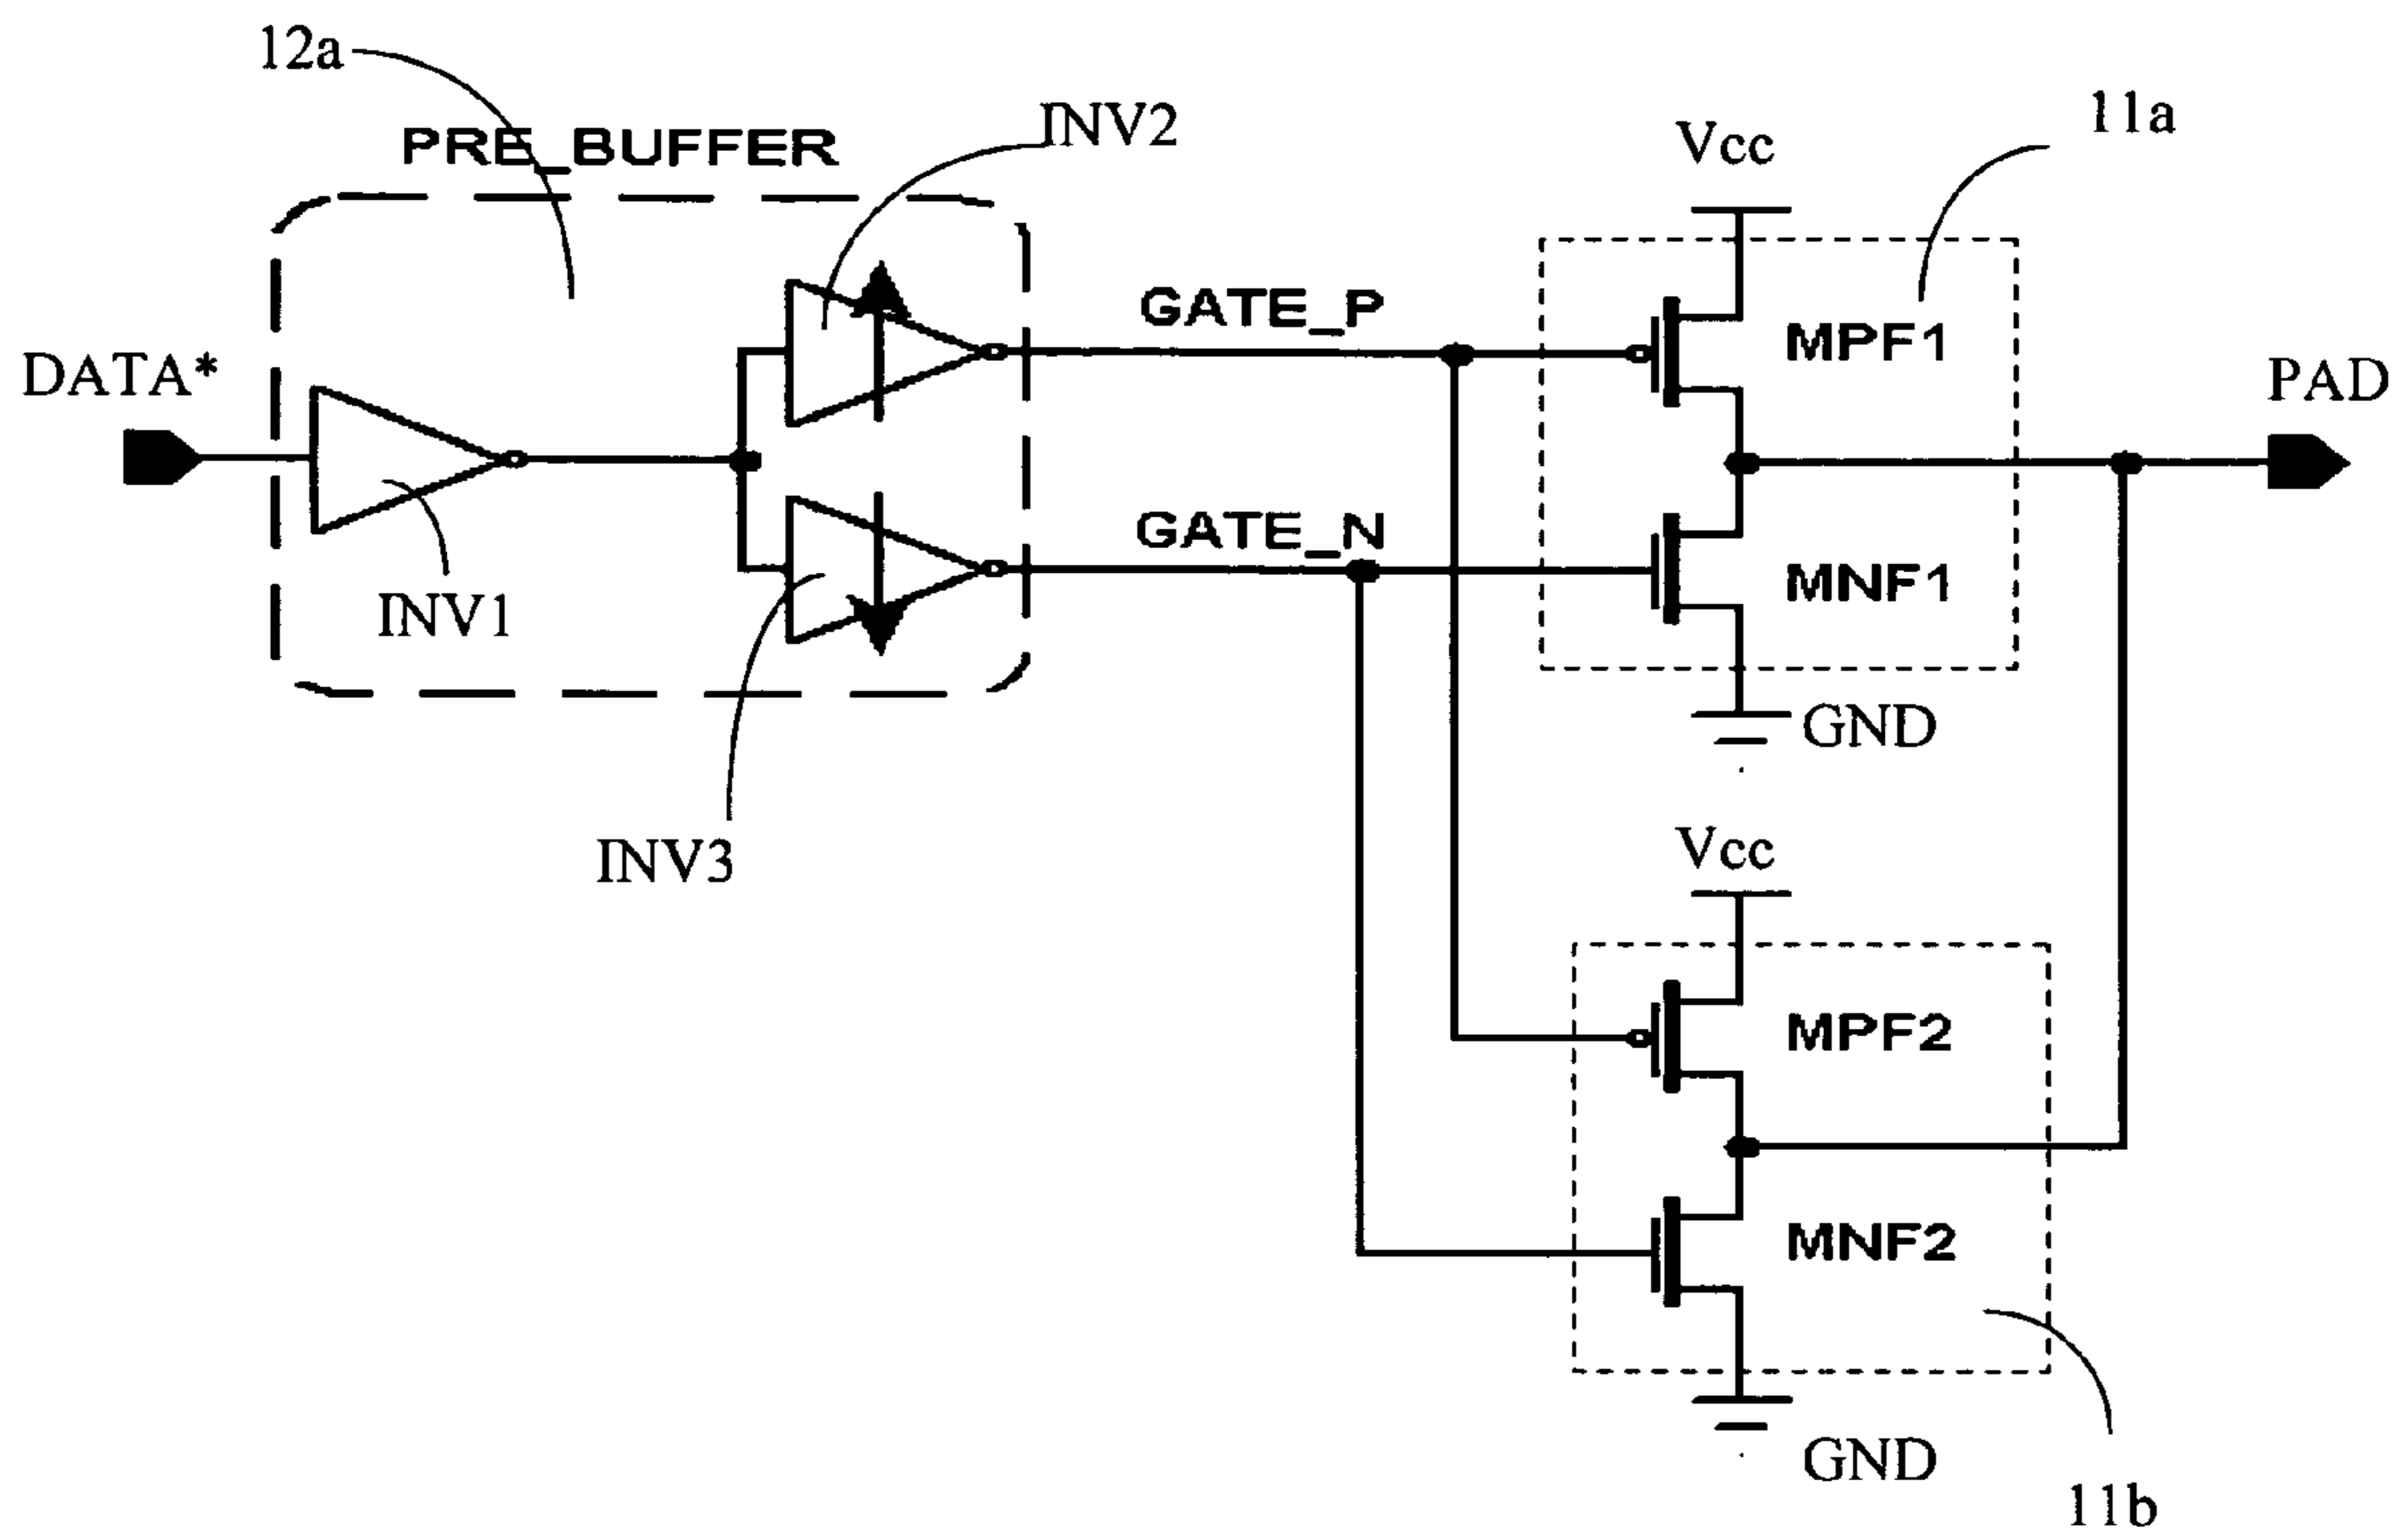 12a
PRE_BUFFER
INV2
Vcc
11a
DATA*
GATE_P
MPF1
PAD
GATE_N
MNF1
INV1
GND
INV3
Vcc
MPF2
MNF2
GND
11b